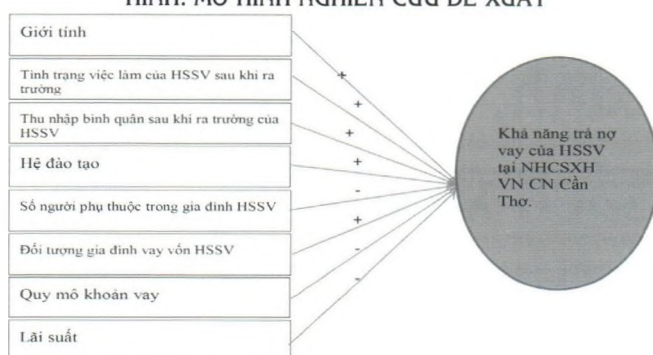 HÌNH: MÔ HÌNH NGHIÊN CỨU ĐỀ XUẤT
Giới tính
Tình trạng việc làm của HSSV sau khi ra
trường
Thu nhập bình quân sau khi ra trường của
HSSV
Hệ đào tạo
Số người phụ thuộc trong gia đình HSSV
Đối tượng gia đình vay vốn HSSV
Quy mô khoản vay
Lãi suất
+
+
+
+
-
+
-
-
Khả năng trả nợ
vay của HSSV
tại NHCSXH
VN CN Cần
Thơ.